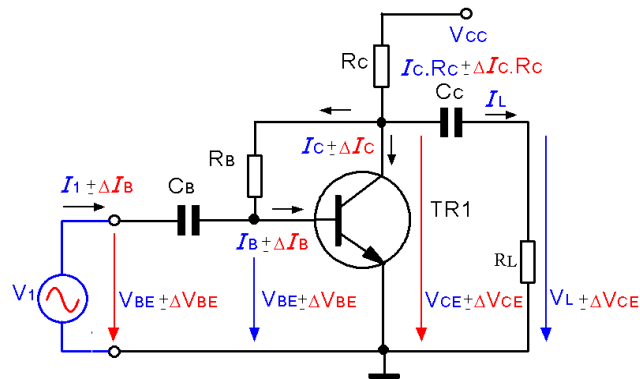 Vcc
Rc
Ic.Rc±ΔIc.Rc
Cc
IL
Ic±ΔIc
RB
CB
I1±ΔIB
TR1
IB±ΔIB
RL
V1
VBE±ΔVBE
VBE±ΔVBE
VCE±ΔVCE
VL±ΔVCE